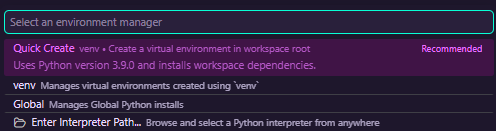 Select an environment manager
Quick Create venv • Create a virtual environment in workspace root Recommended
Uses Python version 3.9.0 and installs workspace dependencies.
venv Manages virtual environments created using `venv`
Global Manages Global Python installs
Enter Interpreter Path... Browse and select a Python interpreter from anywhere